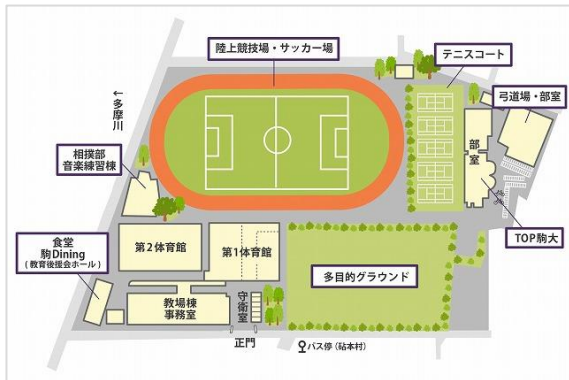 陸上競技場・サッカー場
テニスコート
←多摩川
弓道場・部室
部室
相撲部
音楽練習棟
TOP駒大
食堂
駒Dining
(教育後援会ホール)
第2体育館
第1体育館
多目的グラウンド
教場棟
事務室
守衛室
正門
バス停(砧本村)